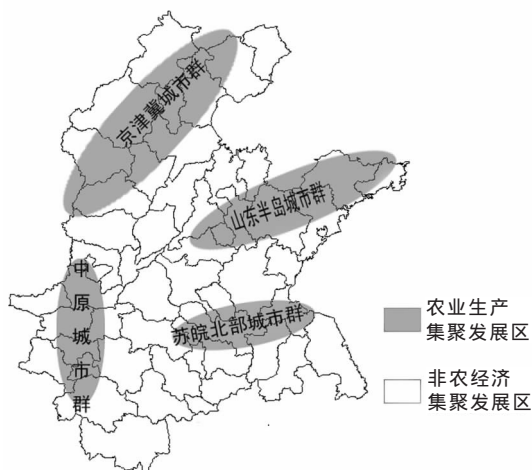 京津冀城市群
山东半岛城市群
中原城市群
苏皖北部城市群
农业生产
集聚发展区
非农经济
集聚发展区